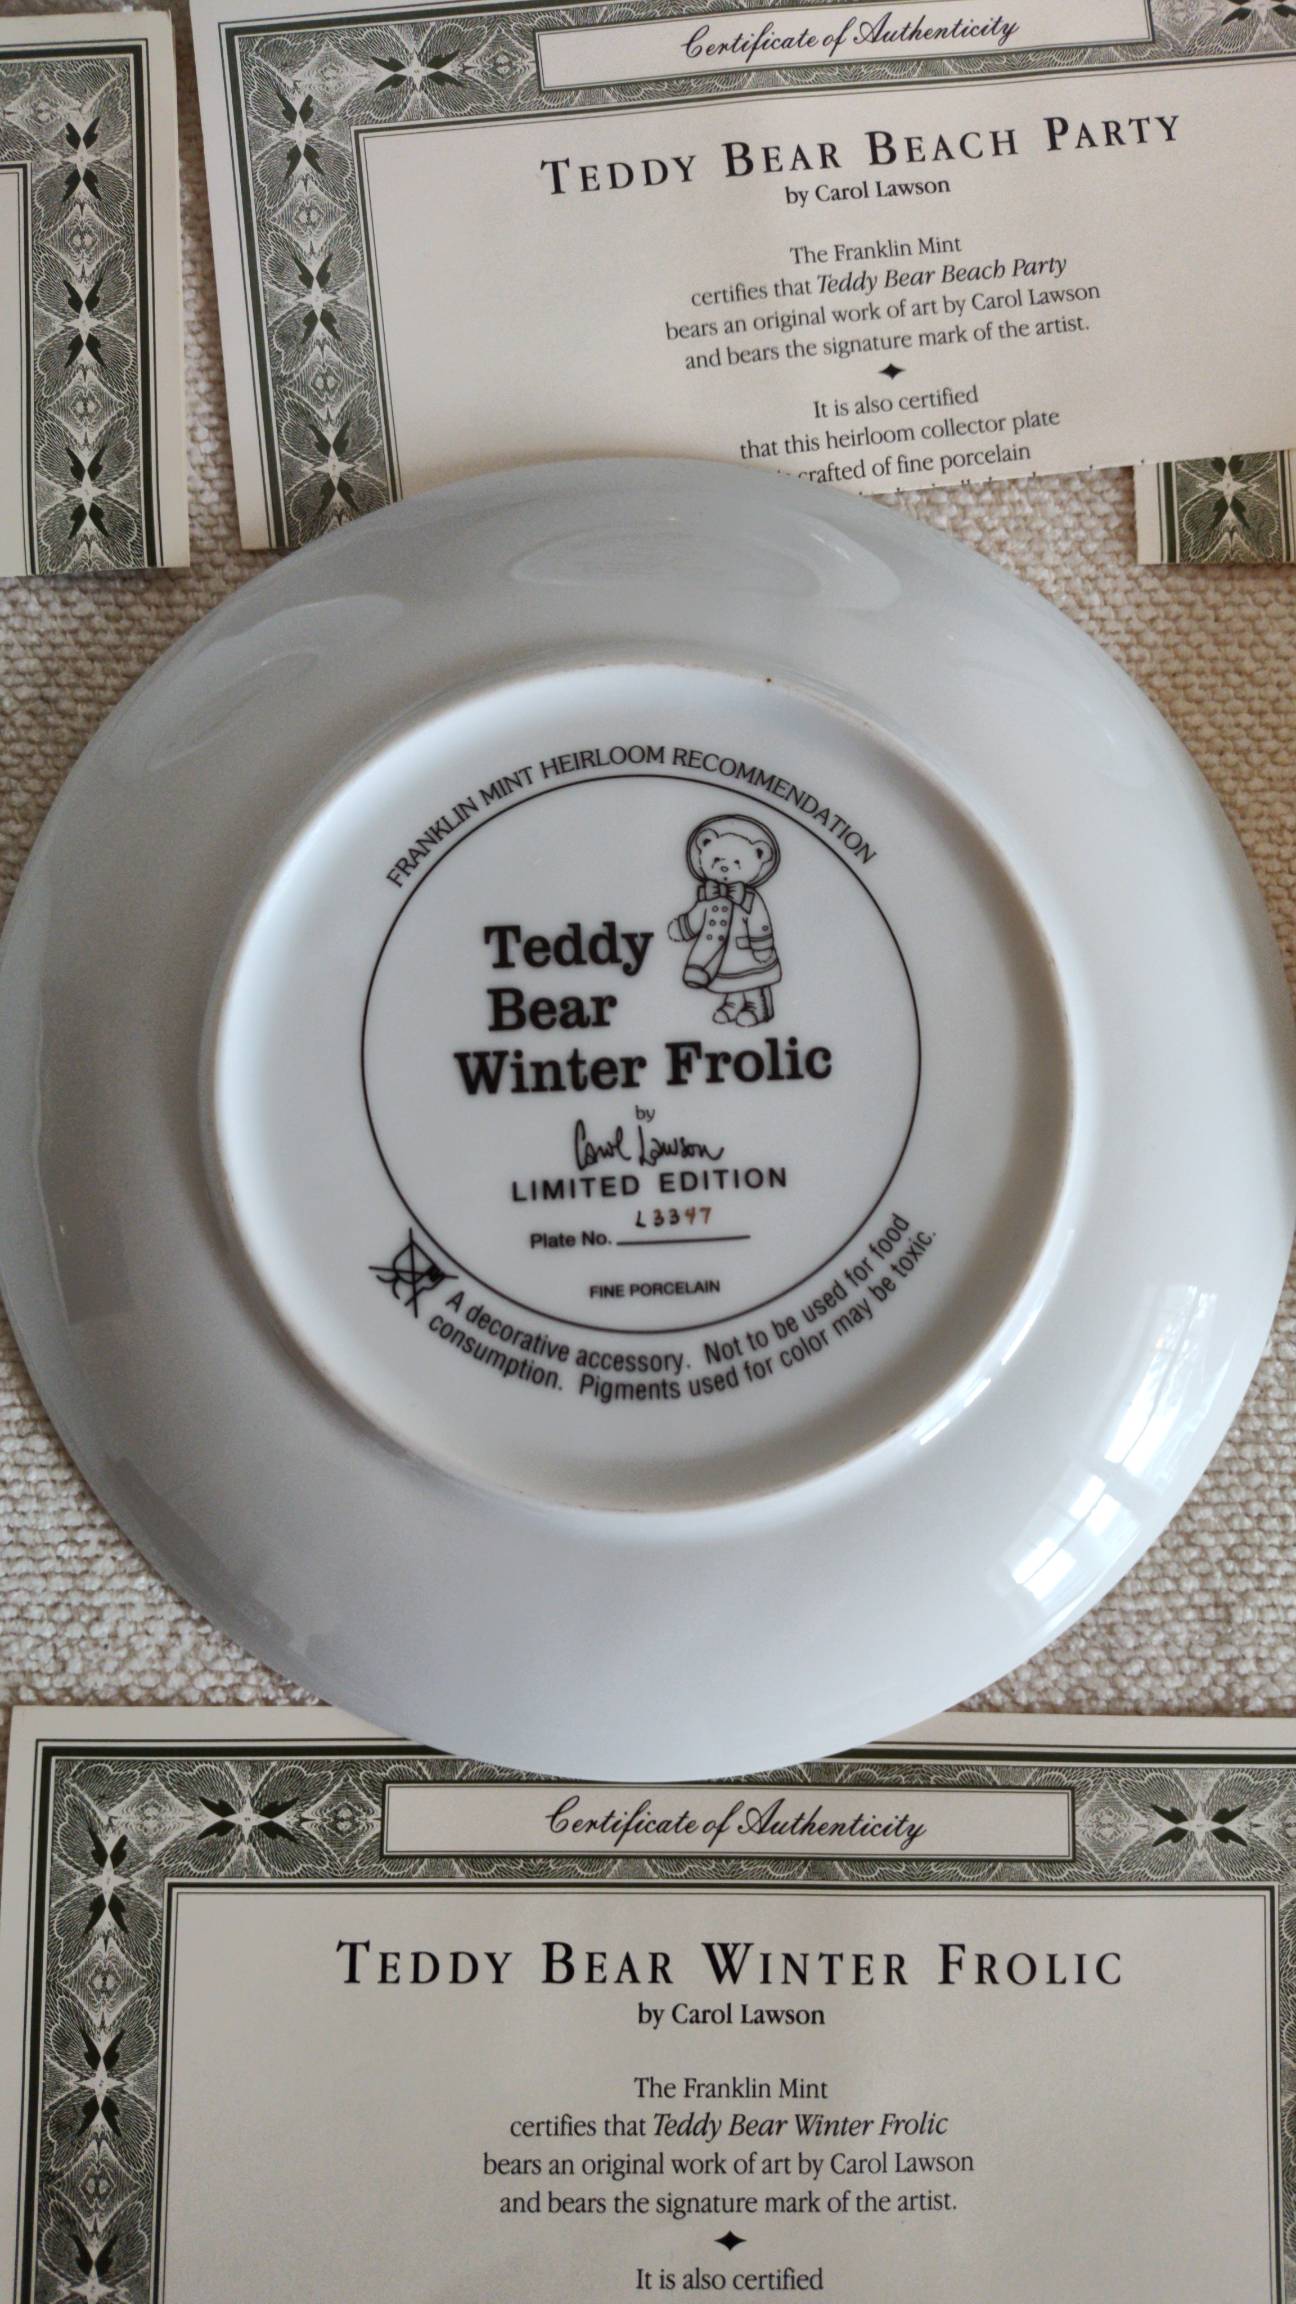 Certificate of Authenticity
TEDDY BEAR BEACH PARTY
by Carol Lawson
The Franklin Mint
certifies that Teddy Bear Beach Party
bears an original work of art by Carol Lawson
and bears the signature mark of the artist.
It is also certified
that this heirloom collector plate
crafted of fine porcelain
FRANKLIN MINT HEIRLOOM RECOMMENDATION
Teddy
Bear
Winter Frolic
by
Carol Lawson
LIMITED EDITION
Plate No. L3347
FINE PORCELAIN
A decorative accessory. Not to be used for food
consumption. Pigments used for color may be toxic.
Certificate of Authenticity
TEDDY BEAR WINTER FROLIC
by Carol Lawson
The Franklin Mint
certifies that Teddy Bear Winter Frolic
bears an original work of art by Carol Lawson
and bears the signature mark of the artist.
It is also certified